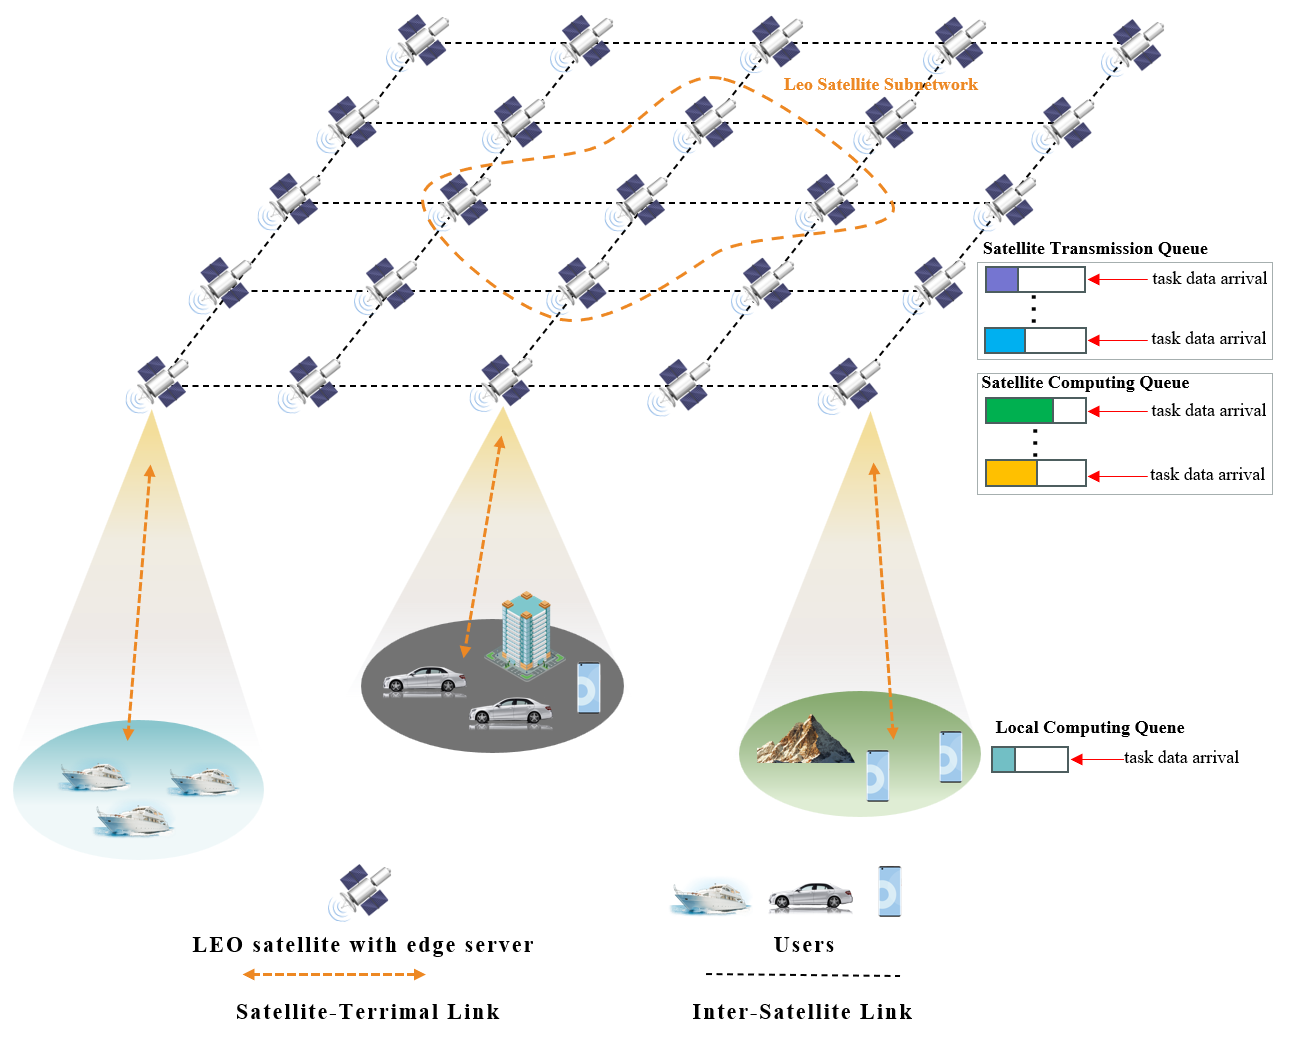 Leo Satellite Subnetwork
Satellite Transmission Queue
task data arrival
task data arrival
Satellite Computing Queue
task data arrival
task data arrival
Local Computing Quene
task data arrival
LEO satellite with edge server
Users
Satellite-Terrimal Link
Inter-Satellite Link